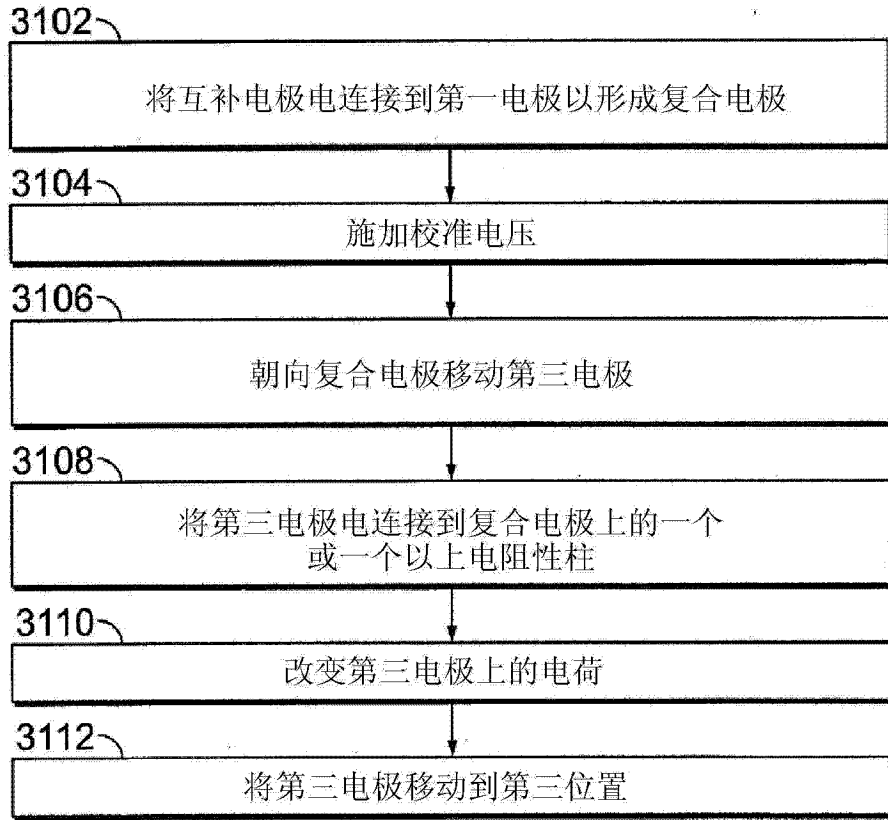 3102
将互补电极电连接到第一电极以形成复合电极
3104
施加校准电压
3106
朝向复合电极移动第三电极
3108
将第三电极电连接到复合电极上的一个
或一个以上电阻性柱
3110
改变第三电极上的电荷
3112
将第三电极移动到第三位置